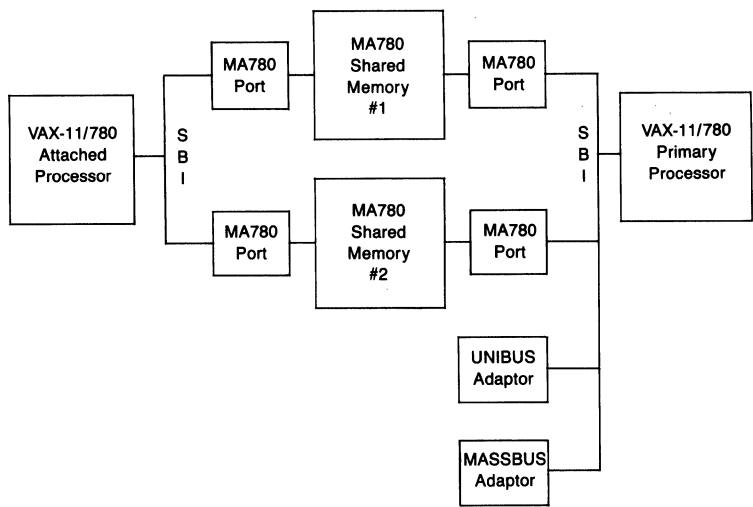 MA780
Port
MA780
Shared
Memory
#1
MA780
Port
VAX-11/780
Attached
Processor
S
B
I
S
B
I
VAX-11/780
Primary
Processor
MA780
Port
MA780
Shared
Memory
#2
MA780
Port
UNIBUS
Adaptor
MASSBUS
Adaptor